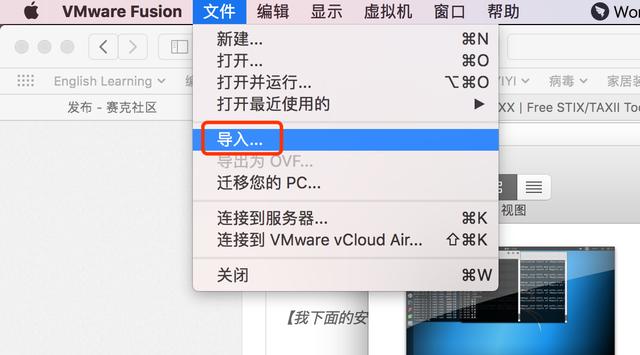 VMware Fusion 文件 编辑 显示 虚拟机 窗口 帮助 Wor
新建... ⌘N
打开... ⌘O
English Learning 打开并运行... ⌥⌘O YIYI 病毒 家居装
发布 - 赛克社区 打开最近使用的 ▶ XX | Free STIX/TAXII Too
导入...
导出为 OVF...
迁移您的 PC...
视图
连接到服务器... ⌘K
连接到 VMware vCloud Air... ⇧⌘K
关闭 ⌘W
【我下面的安